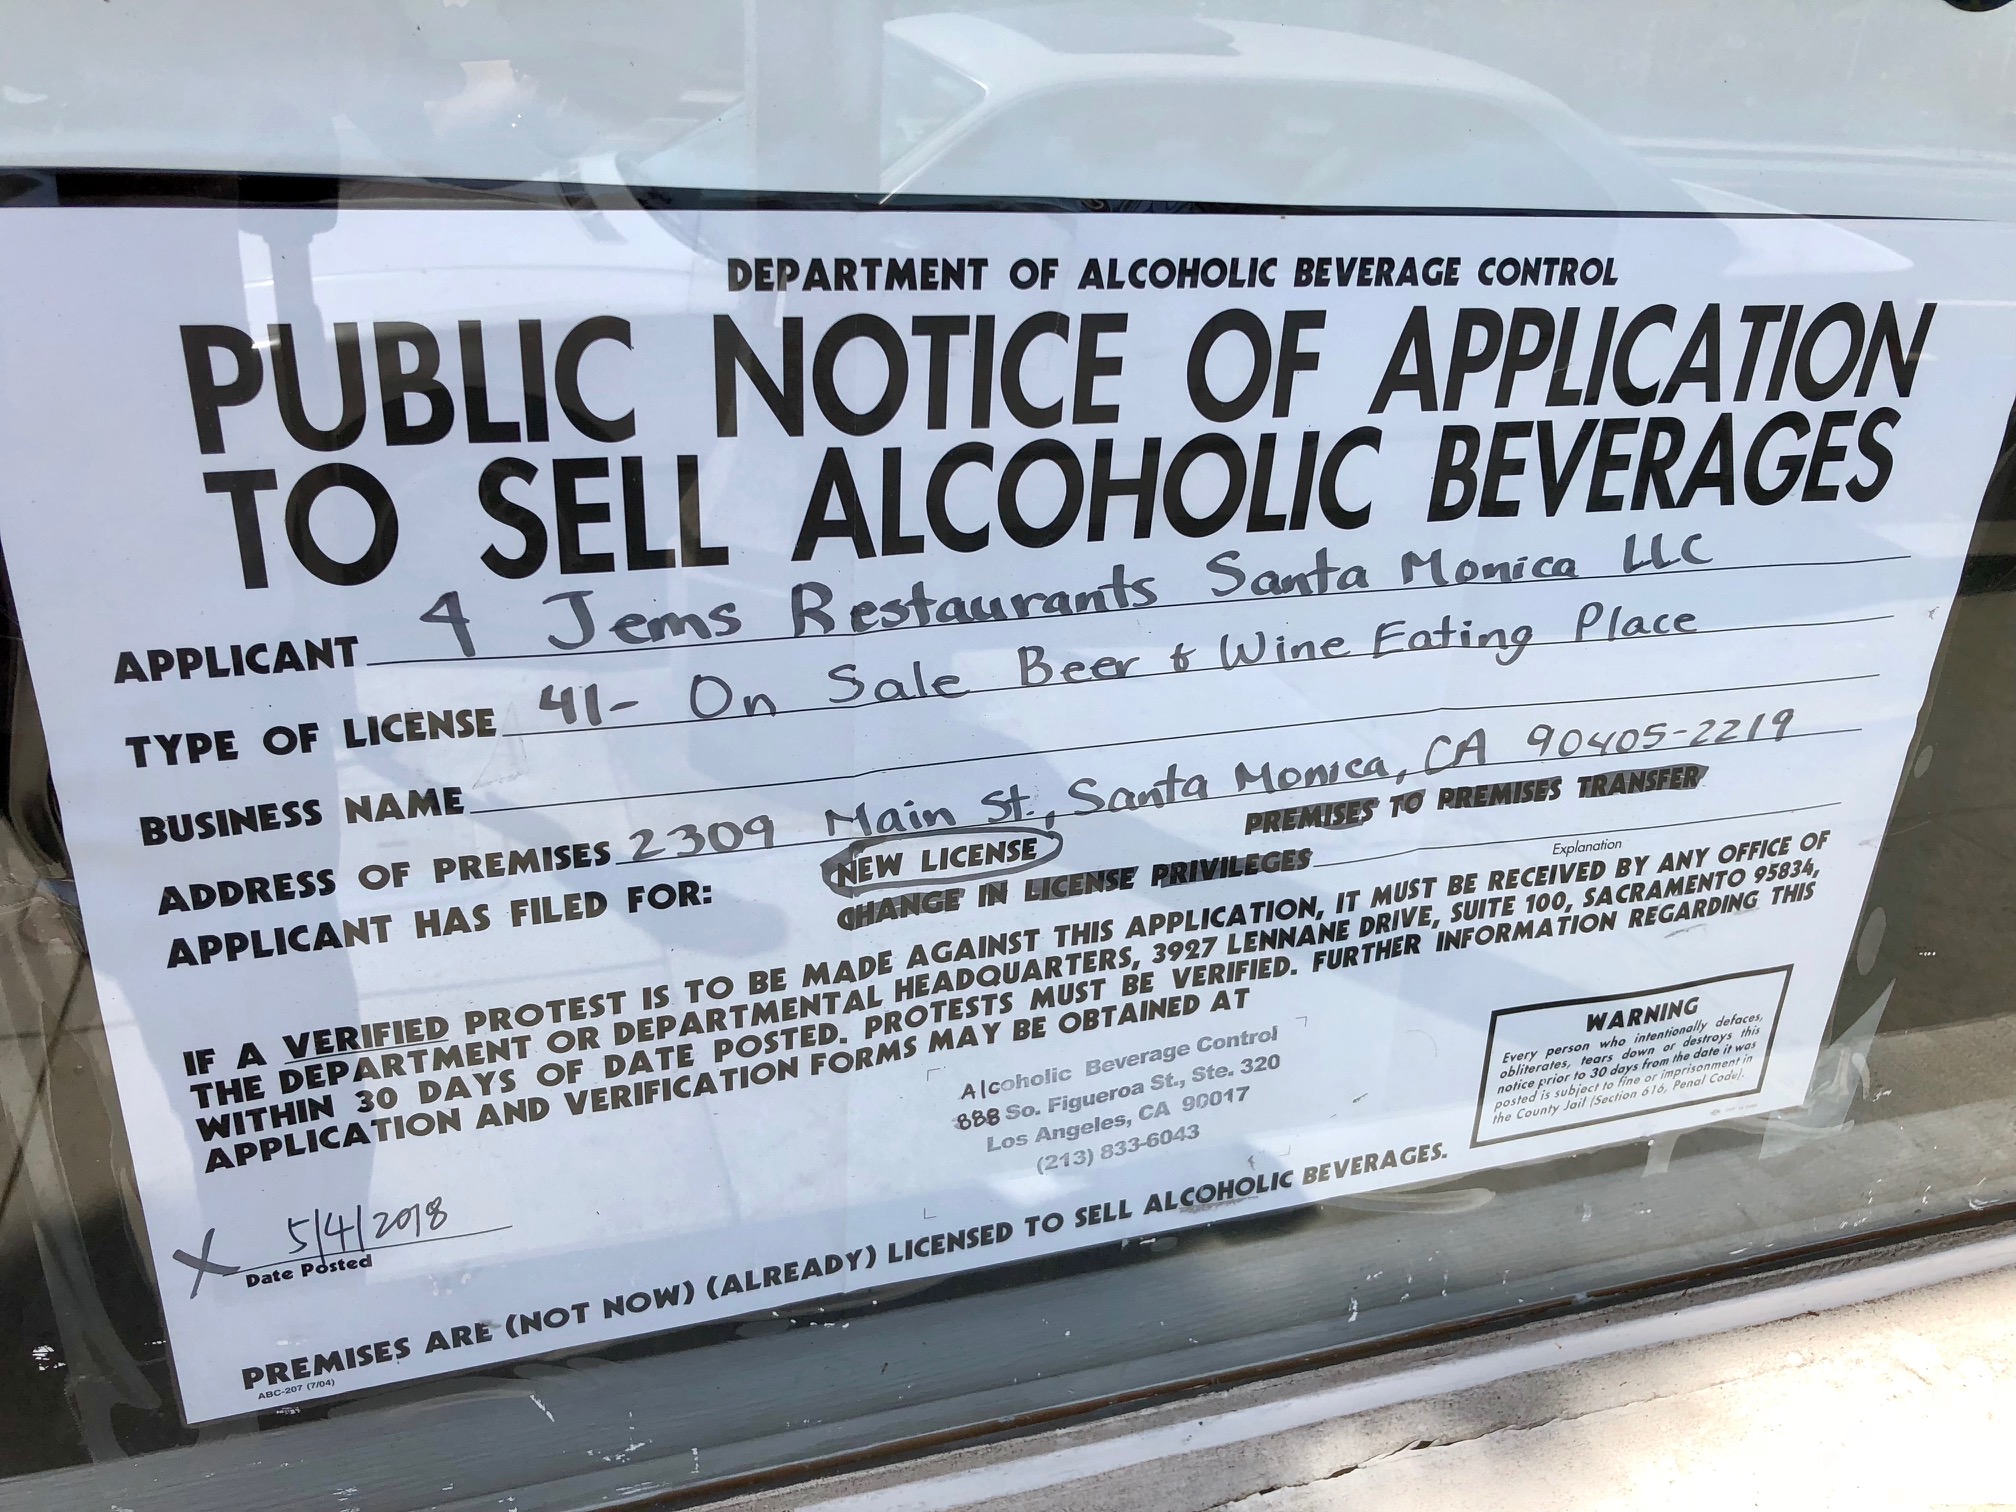 DEPARTMENT OF ALCOHOLIC BEVERAGE CONTROL
PUBLIC NOTICE OF APPLICATION
TO SELL ALCOHOLIC BEVERAGES
APPLICANT 4 Jems Restaurants Santa Monica LLC
TYPE OF LICENSE 41- On Sale Beer & Wine Eating Place
BUSINESS NAME
ADDRESS OF PREMISES 2309 Main St., Santa Monica, CA 90405-2219
APPLICANT HAS FILED FOR: NEW LICENSE PREMISES TO PREMISES TRANSFER
CHANGE IN LICENSE PRIVILEGES
Explanation
IF A VERIFIED PROTEST IS TO BE MADE AGAINST THIS APPLICATION, IT MUST BE RECEIVED BY ANY OFFICE OF
THE DEPARTMENT OR DEPARTMENTAL HEADQUARTERS, 3927 LENNANE DRIVE, SUITE 100, SACRAMENTO 95834,
WITHIN 30 DAYS OF DATE POSTED. PROTESTS MUST BE VERIFIED. FURTHER INFORMATION REGARDING THIS
APPLICATION AND VERIFICATION FORMS MAY BE OBTAINED AT
Alcoholic Beverage Control
888 So. Figueroa St., Ste. 320
Los Angeles, CA 90017
(213) 833-6043
WARNING
Every person who intentionally defaces,
obliterates, tears down or destroys this
notice prior to 30 days from the date it was
posted is subject to fine or imprisonment in
the County Jail (Section 616, Penal Code).
X 5/4/2018
Date Posted
PREMISES ARE (NOT NOW) (ALREADY) LICENSED TO SELL ALCOHOLIC BEVERAGES.
ABC-207 (7/04)